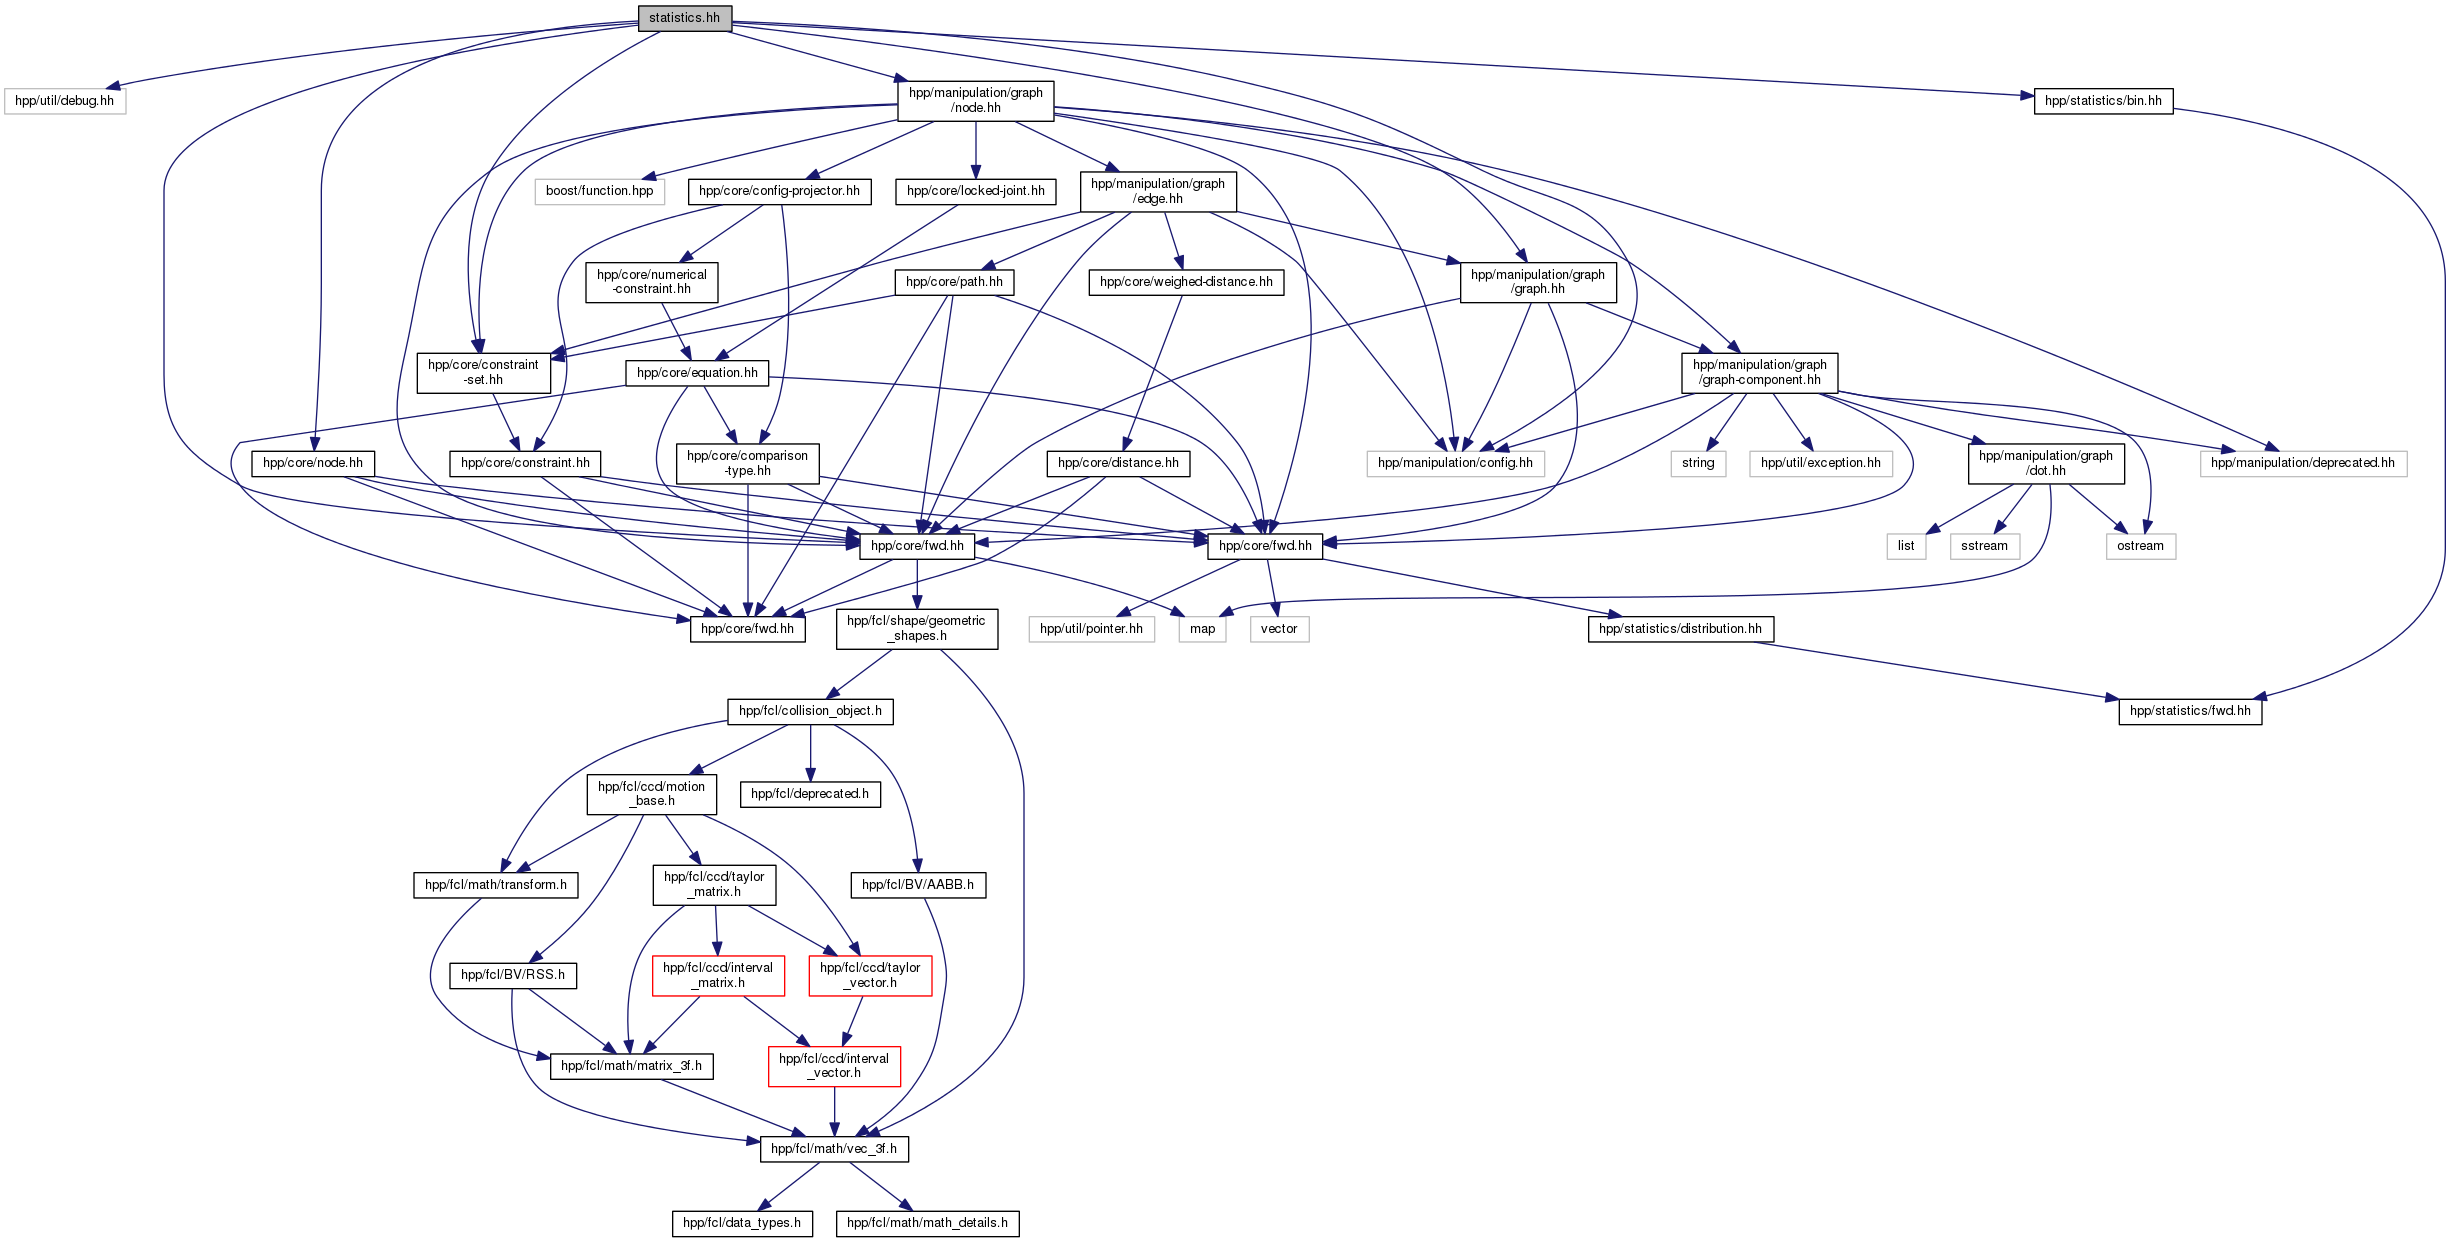 statistics.hh
hpp/util/debug.hh
hpp/manipulation/graph
/node.hh
hpp/statistics/bin.hh
boost/function.hpp
hpp/core/config-projector.hh
hpp/core/locked-joint.hh
hpp/manipulation/graph
/edge.hh
hpp/core/numerical
-constraint.hh
hpp/core/path.hh
hpp/core/weighed-distance.hh
hpp/manipulation/graph
/graph.hh
hpp/core/constraint
-set.hh
hpp/core/equation.hh
hpp/manipulation/graph
/graph-component.hh
hpp/core/node.hh
hpp/core/constraint.hh
hpp/core/comparison
-type.hh
hpp/core/distance.hh
hpp/manipulation/config.hh
string
hpp/util/exception.hh
hpp/manipulation/graph
/dot.hh
hpp/manipulation/deprecated.hh
hpp/core/fwd.hh
hpp/core/fwd.hh
list
sstream
ostream
hpp/core/fwd.hh
hpp/fcl/shape/geometric
_shapes.h
hpp/util/pointer.hh
map
vector
hpp/statistics/distribution.hh
hpp/fcl/collision_object.h
hpp/statistics/fwd.hh
hpp/fcl/ccd/motion
_base.h
hpp/fcl/deprecated.h
hpp/fcl/math/transform.h
hpp/fcl/ccd/taylor
_matrix.h
hpp/fcl/BV/AABB.h
hpp/fcl/BV/RSS.h
hpp/fcl/ccd/interval
_matrix.h
hpp/fcl/ccd/taylor
_vector.h
hpp/fcl/math/matrix_3f.h
hpp/fcl/ccd/interval
_vector.h
hpp/fcl/math/vec_3f.h
hpp/fcl/data_types.h
hpp/fcl/math/math_details.h